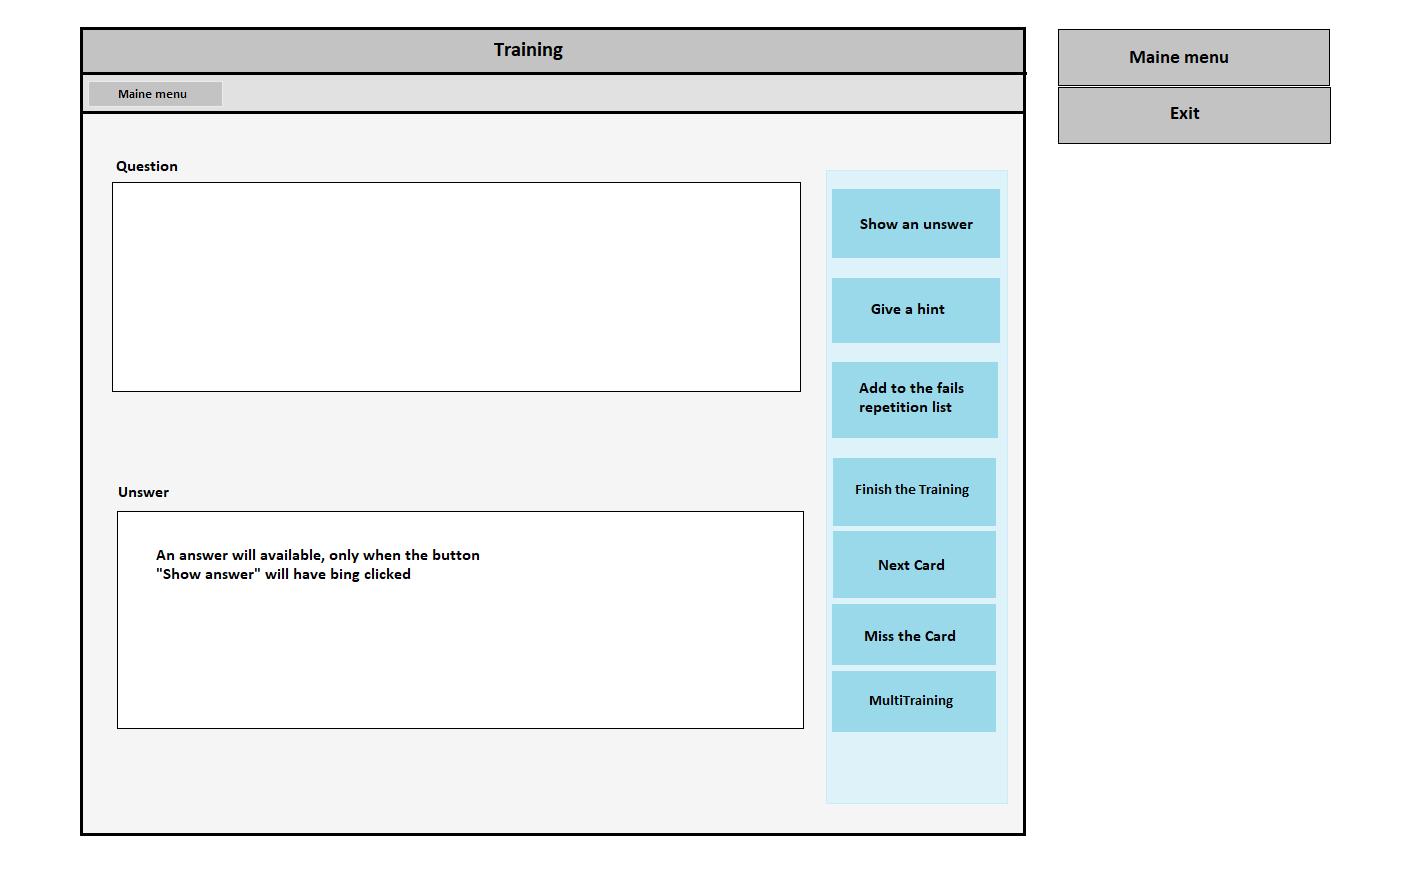 Training
Maine menu
Maine menu
Exit
Question
Show an unswer
Give a hint
Add to the fails
repetition list
Unswer
An answer will available, only when the button
"Show answer" will have bing clicked
Finish the Training
Next Card
Miss the Card
MultiTraining